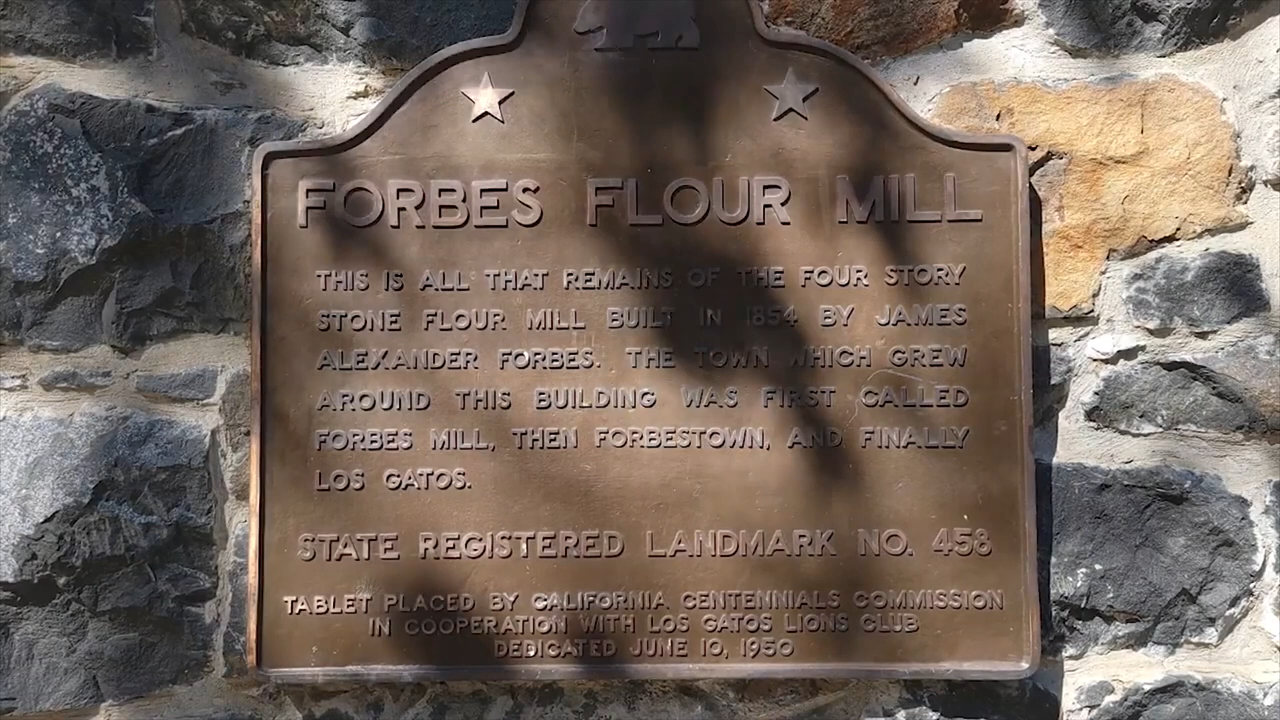 FORBES FLOUR MILL
THIS IS ALL THAT REMAINS OF THE FOUR STORY
STONE FLOUR MILL BUILT IN 1854 BY JAMES
ALEXANDER FORBES. THE TOWN WHICH GREW
AROUND THIS BUILDING WAS FIRST CALLED
FORBES MILL, THEN FORBESTOWN, AND FINALLY
LOS GATOS.
STATE REGISTERED LANDMARK NO. 458
TABLET PLACED BY CALIFORNIA CENTENNIALS COMMISSION
IN COOPERATION WITH LOS GATOS LIONS CLUB
DEDICATED JUNE 10, 1950